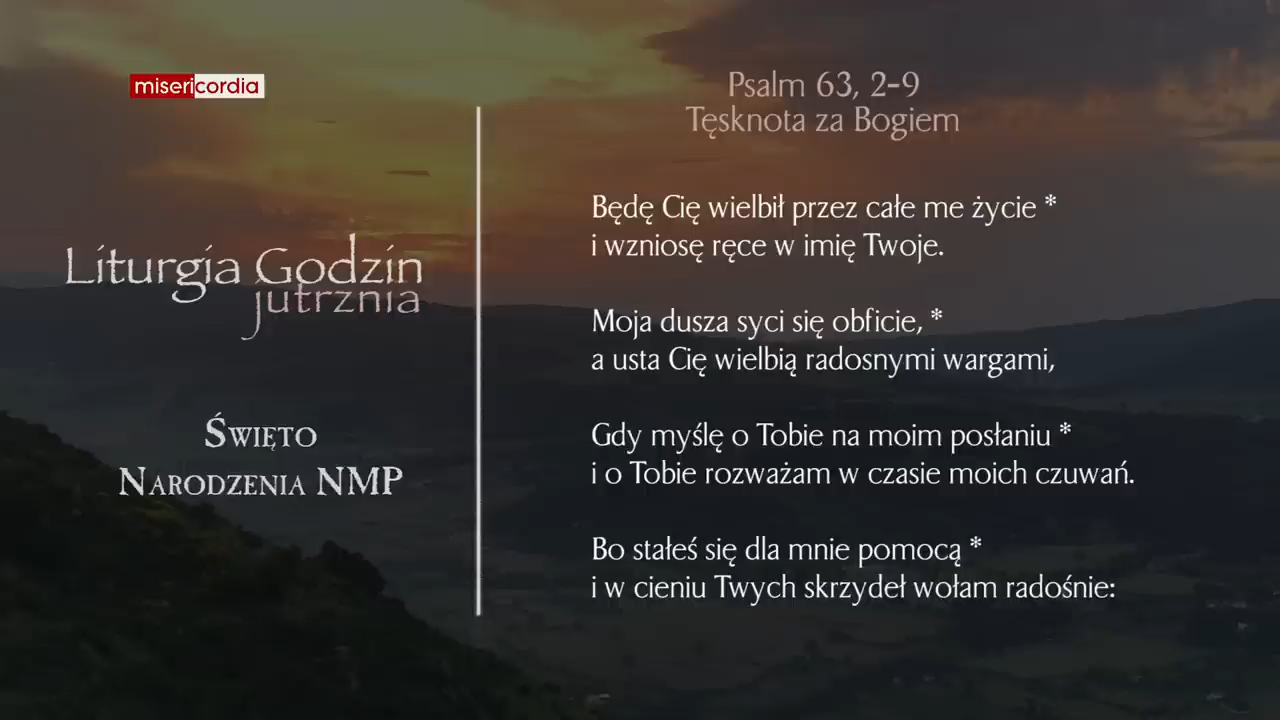 misericordia
Liturgia Godzin
jutrznia
Święto
Narodzenia NMP
Psalm 63, 2-9
Tęsknota za Bogiem
Będę Cię wielbił przez całe me życie *
i wzniosę ręce w imię Twoje.
Moja dusza syci się obficie, *
a usta Cię wielbią radosnymi wargami,
Gdy myślę o Tobie na moim posłaniu *
i o Tobie rozważam w czasie moich czuwań.
Bo stałeś się dla mnie pomocą *
i w cieniu Twych skrzydeł wołam radośnie: